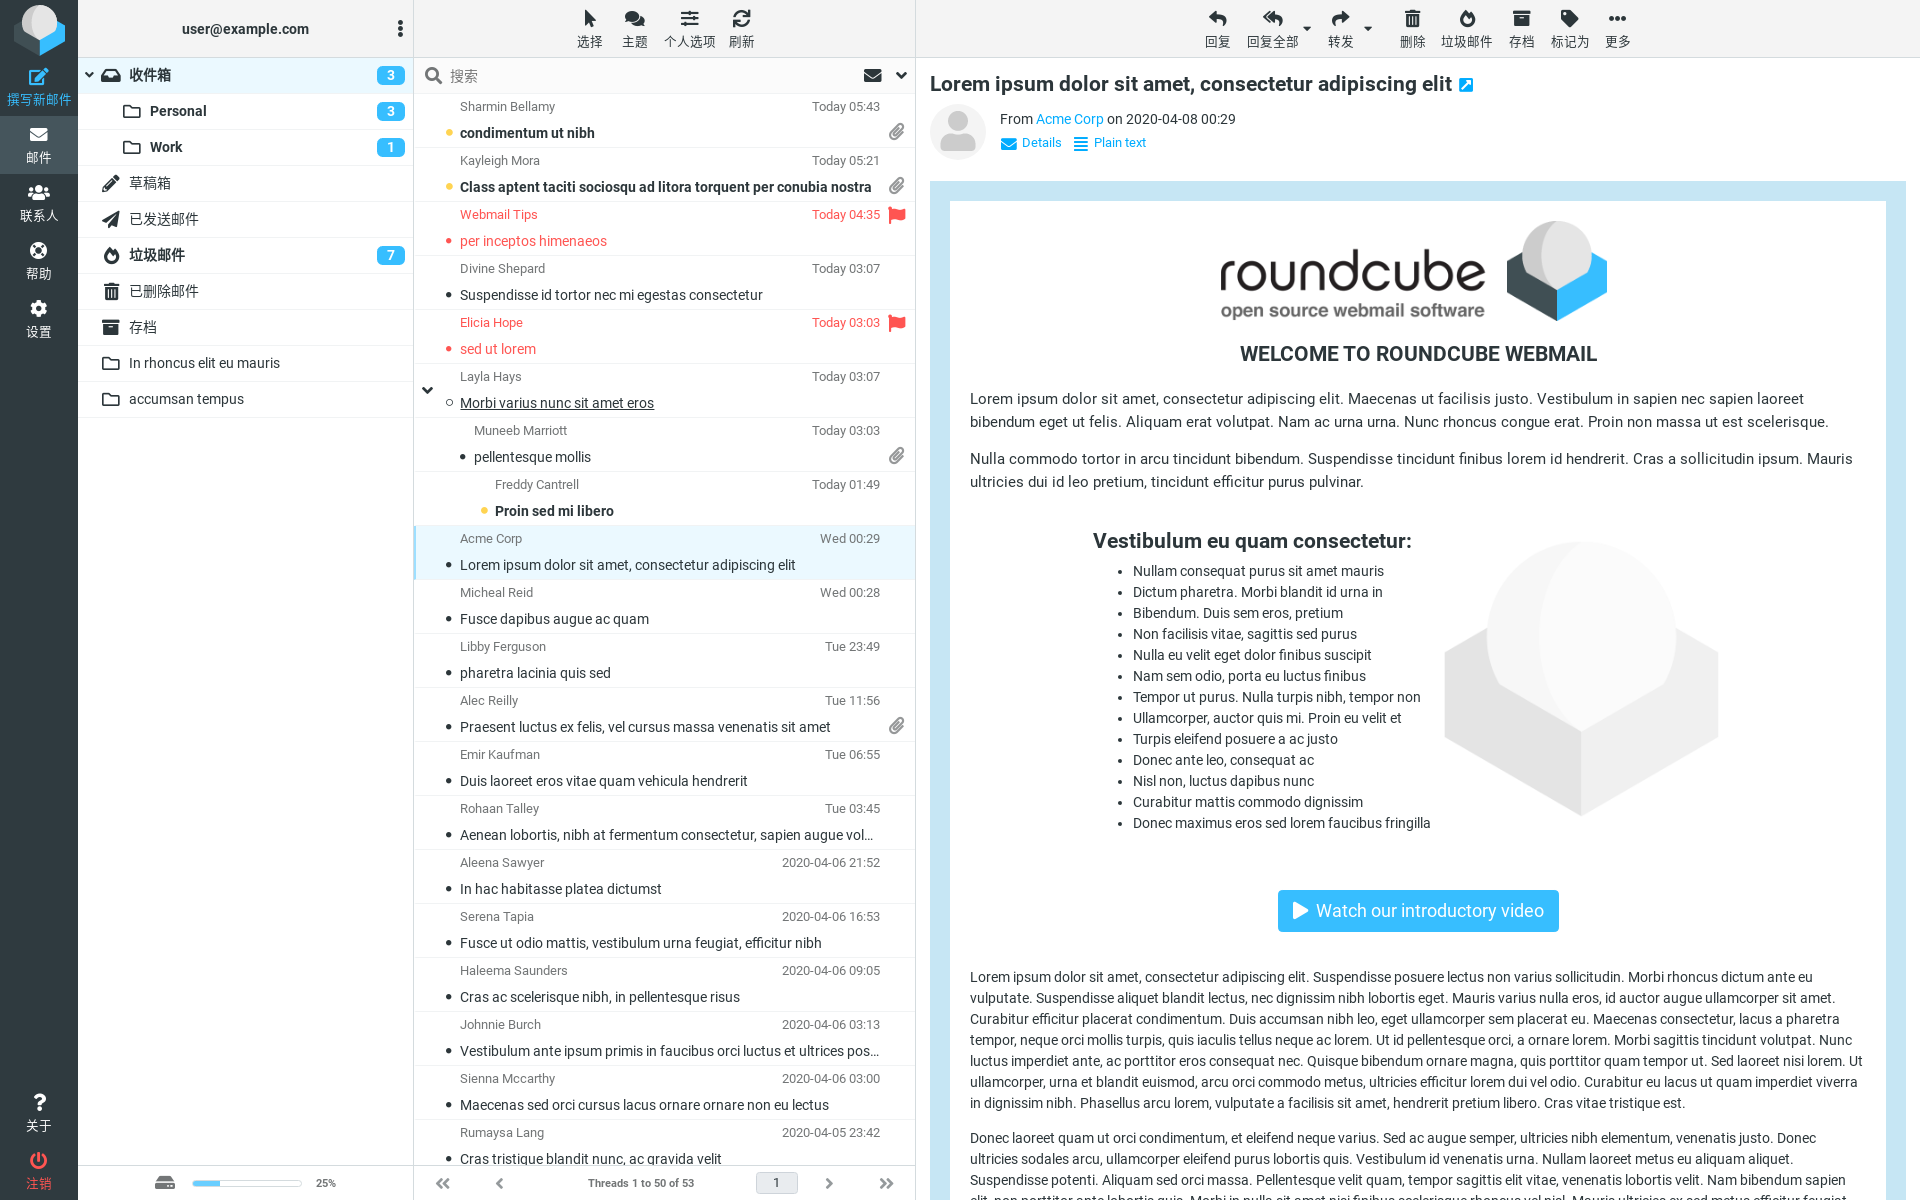 user@example.com
选择
主题
个人选项
刷新
回复
回复全部
转发
删除
垃圾邮件
存档
标记为
更多
撰写新邮件
邮件
联系人
帮助
设置
关于
注销
收件箱 3
Personal 3
Work 1
草稿箱
已发送邮件
垃圾邮件 7
已删除邮件
存档
In rhoncus elit eu mauris
accumsan tempus
25%
搜索
Sharmin Bellamy Today 05:43
condimentum ut nibh
Kayleigh Mora Today 05:21
Class aptent taciti sociosqu ad litora torquent per conubia nostra
Webmail Tips Today 04:35
per inceptos himenaeos
Divine Shepard Today 03:07
Suspendisse id tortor nec mi egestas consectetur
Elicia Hope Today 03:03
sed ut lorem
Layla Hays Today 03:07
Morbi varius nunc sit amet eros
Muneeb Marriott Today 03:03
pellentesque mollis
Freddy Cantrell Today 01:49
Proin sed mi libero
Acme Corp Wed 00:29
Lorem ipsum dolor sit amet, consectetur adipiscing elit
Micheal Reid Wed 00:28
Fusce dapibus augue ac quam
Libby Ferguson Tue 23:49
pharetra lacinia quis sed
Alec Reilly Tue 11:56
Praesent luctus ex felis, vel cursus massa venenatis sit amet
Emir Kaufman Tue 06:55
Duis laoreet eros vitae quam vehicula hendrerit
Rohaan Talley Tue 03:45
Aenean lobortis, nibh at fermentum consectetur, sapien augue vol…
Aleena Sawyer 2020-04-06 21:52
In hac habitasse platea dictumst
Serena Tapia 2020-04-06 16:53
Fusce ut odio mattis, vestibulum urna feugiat, efficitur nibh
Haleema Saunders 2020-04-06 09:05
Cras ac scelerisque nibh, in pellentesque risus
Johnnie Burch 2020-04-06 03:13
Vestibulum ante ipsum primis in faucibus orci luctus et ultrices pos…
Sienna Mccarthy 2020-04-06 03:00
Maecenas sed orci cursus lacus ornare ornare non eu lectus
Rumaysa Lang 2020-04-05 23:42
Cras tristique blandit nunc, ac gravida velit
Threads 1 to 50 of 53 1
Lorem ipsum dolor sit amet, consectetur adipiscing elit
From Acme Corp on 2020-04-08 00:29
Details Plain text
roundcube
open source webmail software
WELCOME TO ROUNDCUBE WEBMAIL
Lorem ipsum dolor sit amet, consectetur adipiscing elit. Maecenas ut facilisis justo. Vestibulum in sapien nec sapien laoreet
bibendum eget ut felis. Aliquam erat volutpat. Nam ac urna urna. Nunc rhoncus congue erat. Proin non massa ut est scelerisque.
Nulla commodo tortor in arcu tincidunt bibendum. Suspendisse tincidunt finibus lorem id hendrerit. Cras a sollicitudin ipsum. Mauris
ultricies dui id leo pretium, tincidunt efficitur purus pulvinar.
Vestibulum eu quam consectetur:
• Nullam consequat purus sit amet mauris
• Dictum pharetra. Morbi blandit id urna in
• Bibendum. Duis sem eros, pretium
• Non facilisis vitae, sagittis sed purus
• Nulla eu velit eget dolor finibus suscipit
• Nam sem odio, porta eu luctus finibus
• Tempor ut purus. Nulla turpis nibh, tempor non
• Ullamcorper, auctor quis mi. Proin eu velit et
• Turpis eleifend posuere a ac justo
• Donec ante leo, consequat ac
• Nisl non, luctus dapibus nunc
• Curabitur mattis commodo dignissim
• Donec maximus eros sed lorem faucibus fringilla
Watch our introductory video
Lorem ipsum dolor sit amet, consectetur adipiscing elit. Suspendisse posuere lectus non varius sollicitudin. Morbi rhoncus dictum ante eu
vulputate. Suspendisse aliquet blandit lectus, nec dignissim nibh lobortis eget. Mauris varius nulla eros, id auctor augue ullamcorper sit amet.
Curabitur efficitur placerat condimentum. Duis accumsan nibh leo, eget ullamcorper sem placerat eu. Maecenas consectetur, lacus a pharetra
tempor, neque orci mollis turpis, quis iaculis tellus neque ac lorem. Ut id pellentesque orci, a ornare lorem. Morbi sagittis tincidunt volutpat. Nunc
luctus imperdiet ante, ac porttitor eros consequat nec. Quisque bibendum ornare magna, quis porttitor quam tempor ut. Sed laoreet nisi lorem. Ut
ullamcorper, urna et blandit euismod, arcu orci commodo metus, ultricies efficitur lorem dui vel odio. Curabitur eu lacus ut quam imperdiet viverra
in dignissim nibh. Phasellus arcu lorem, vulputate a facilisis sit amet, hendrerit pretium libero. Cras vitae tristique est.
Donec laoreet quam ut orci condimentum, et eleifend neque varius. Sed ac augue semper, ultricies nibh elementum, venenatis justo. Donec
ultricies sodales arcu, ullamcorper eleifend purus lobortis quis. Vestibulum id venenatis urna. Nullam laoreet metus eu aliquam aliquet.
Suspendisse potenti. Aliquam sed orci massa. Pellentesque velit quam, tempor sagittis elit vitae, venenatis lobortis velit. Nam bibendum sapien